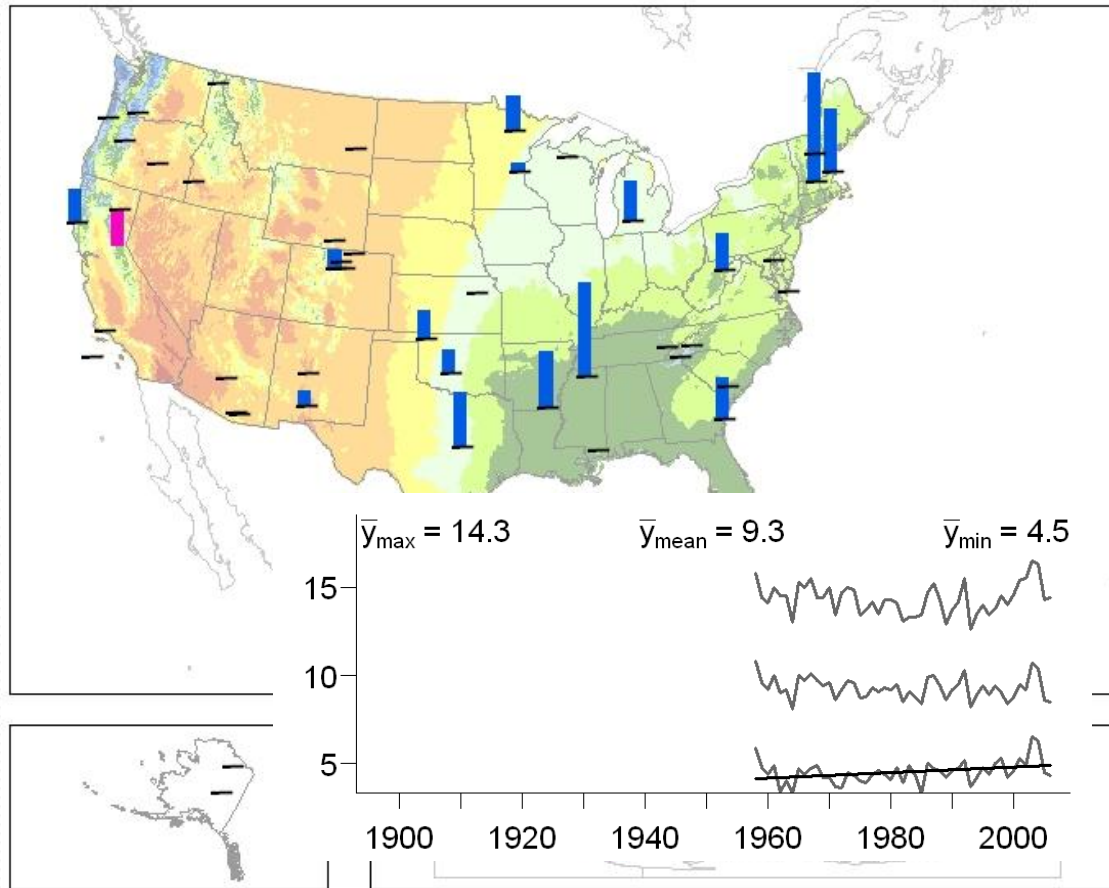 ȳmax = 14.3 ȳmean = 9.3 ȳmin = 4.5
15
10
5
1900 1920 1940 1960 1980 2000